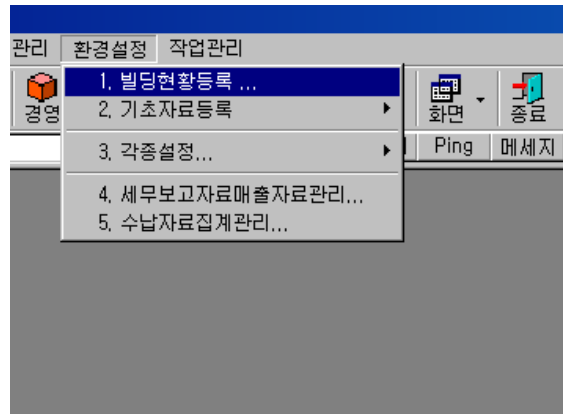 관리 환경설정 작업관리
1. 빌딩현황등록 ...
2. 기초자료등록
3. 각종설정...
4. 세무보고자료매출자료관리...
5. 수납자료집계관리...
경영 화면 종료
Ping 메세지